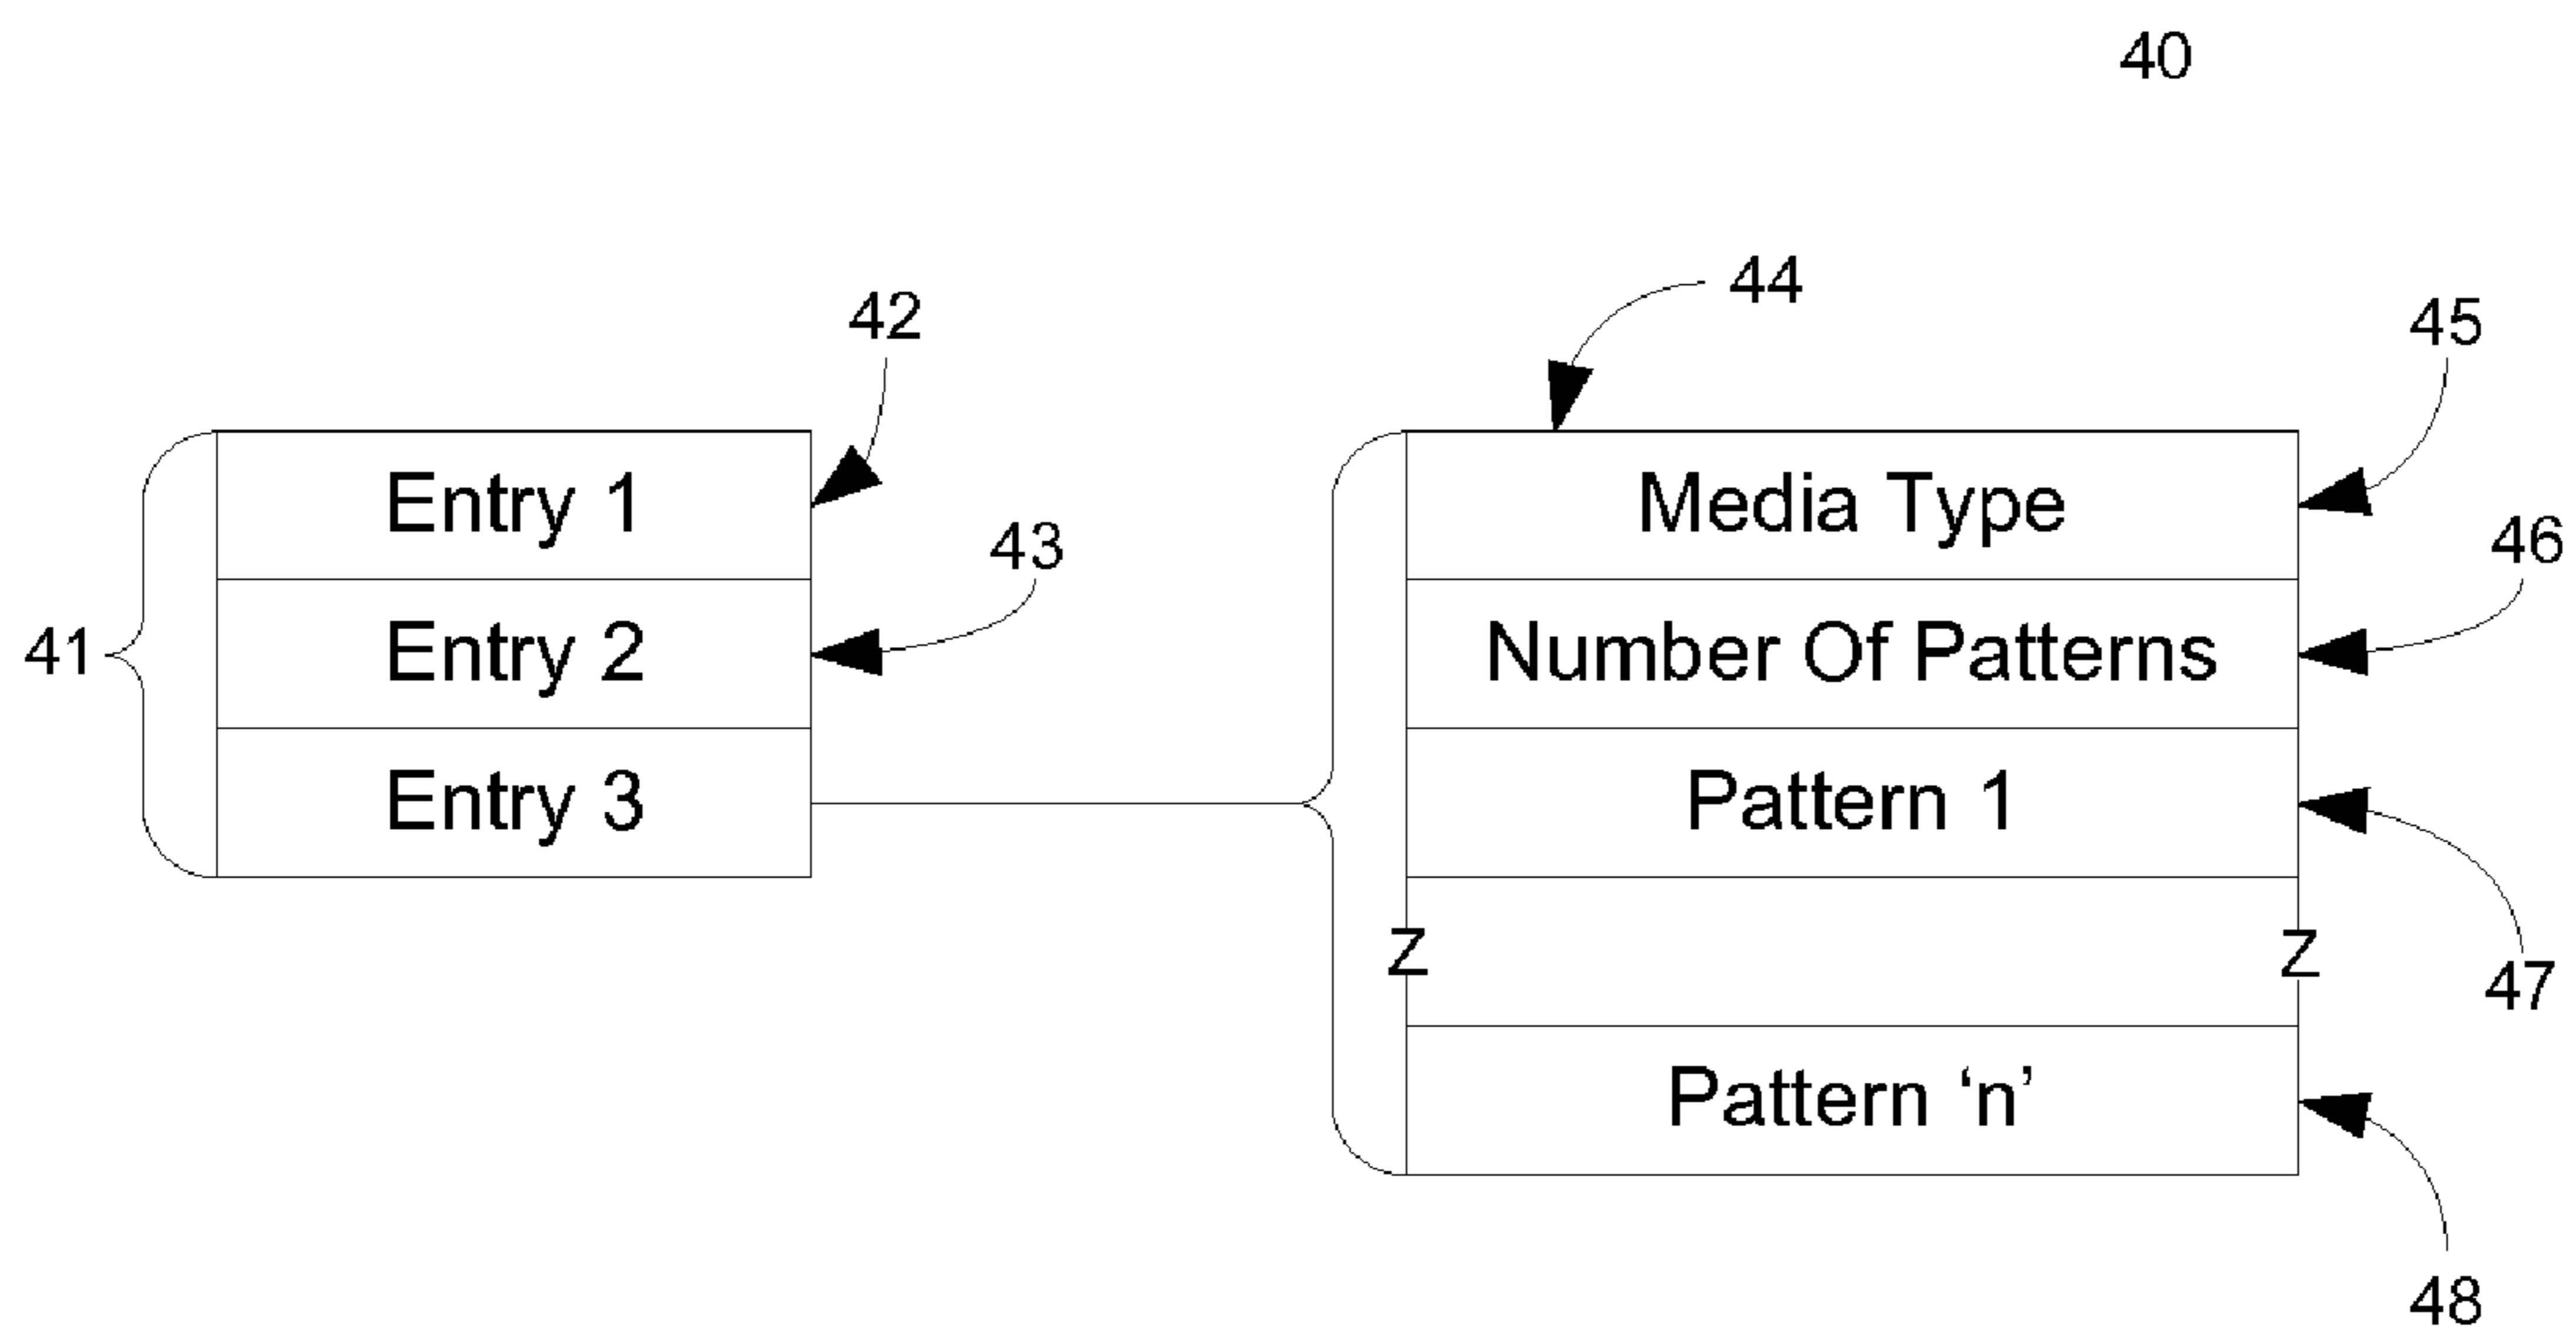 40
44
42
45
Entry 1
Media Type
43
46
41
Entry 2
Number Of Patterns
Entry 3
Pattern 1
Z
Z
47
Pattern ‘n’
48